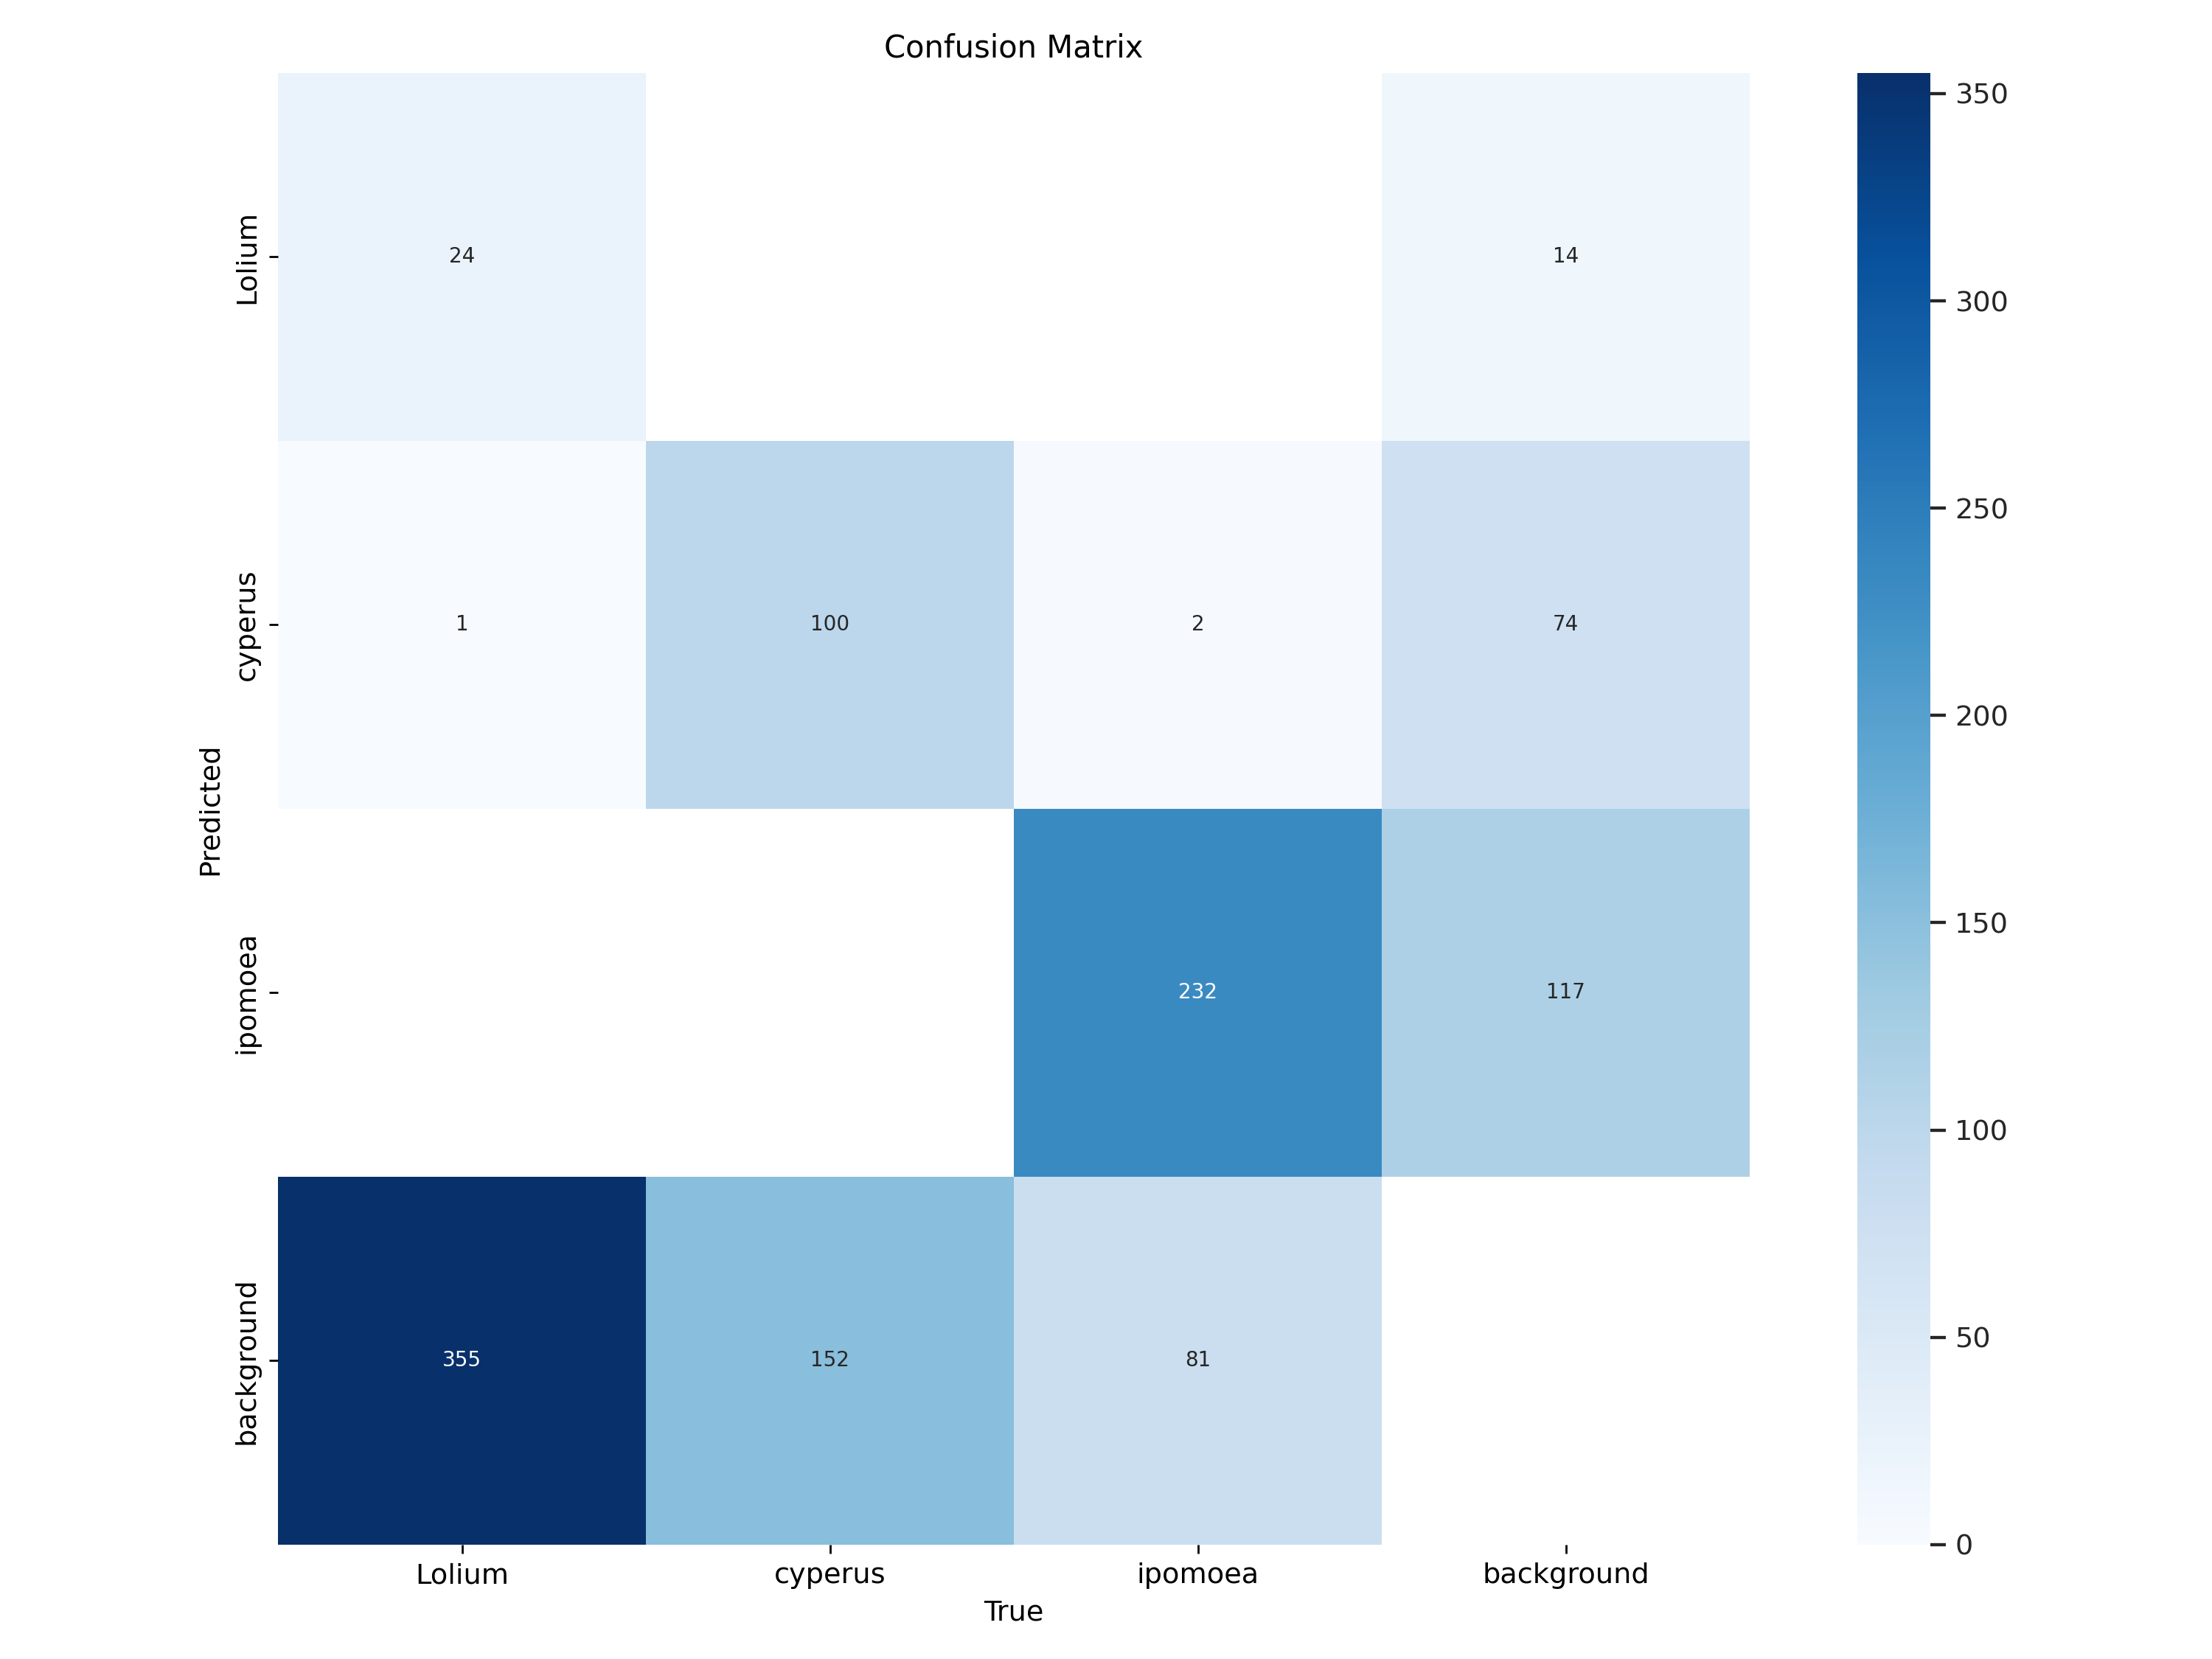 Confusion Matrix
Lolium
24
14
cyperus
1
100
2
74
ipomoea
232
117
background
355
152
81
Predicted
Lolium
cyperus
ipomoea
background
True
350
300
250
200
150
100
50
0